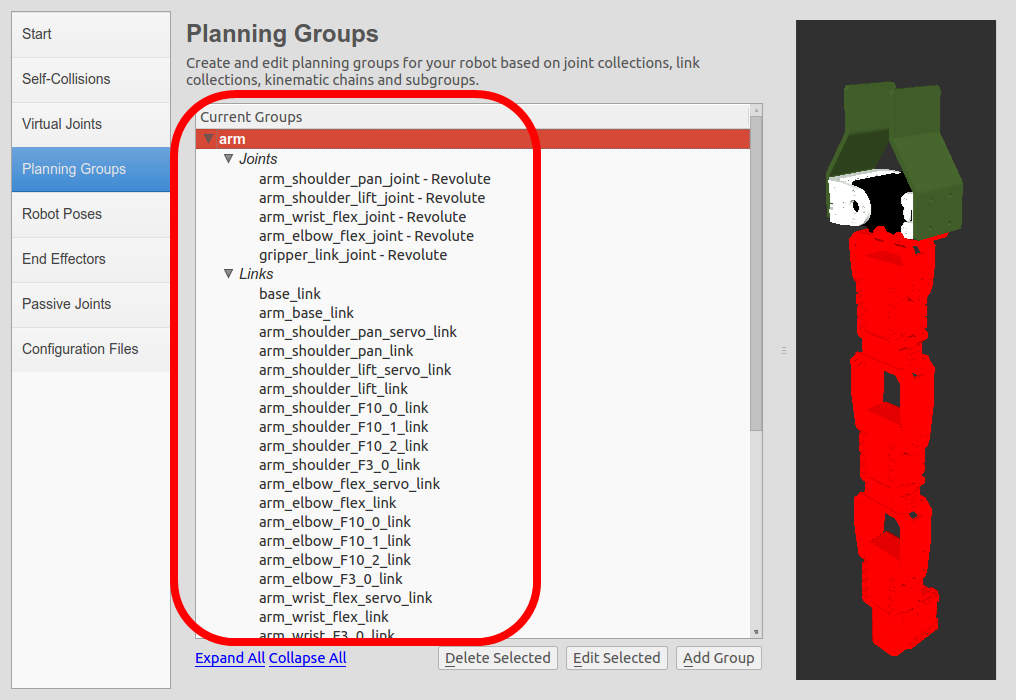 Start
Self-Collisions
Virtual Joints
Planning Groups
Robot Poses
End Effectors
Passive Joints
Configuration Files
Planning Groups
Create and edit planning groups for your robot based on joint collections, link
collections, kinematic chains and subgroups.
Current Groups
arm
Joints
arm_shoulder_pan_joint - Revolute
arm_shoulder_lift_joint - Revolute
arm_wrist_flex_joint - Revolute
arm_elbow_flex_joint - Revolute
gripper_link_joint - Revolute
Links
base_link
arm_base_link
arm_shoulder_pan_servo_link
arm_shoulder_pan_link
arm_shoulder_lift_servo_link
arm_shoulder_lift_link
arm_shoulder_F10_0_link
arm_shoulder_F10_1_link
arm_shoulder_F10_2_link
arm_shoulder_F3_0_link
arm_elbow_flex_servo_link
arm_elbow_flex_link
arm_elbow_F10_0_link
arm_elbow_F10_1_link
arm_elbow_F10_2_link
arm_elbow_F3_0_link
arm_wrist_flex_servo_link
arm_wrist_flex_link
arm_wrist_F3_0_link
Expand All Collapse All
Delete Selected
Edit Selected
Add Group